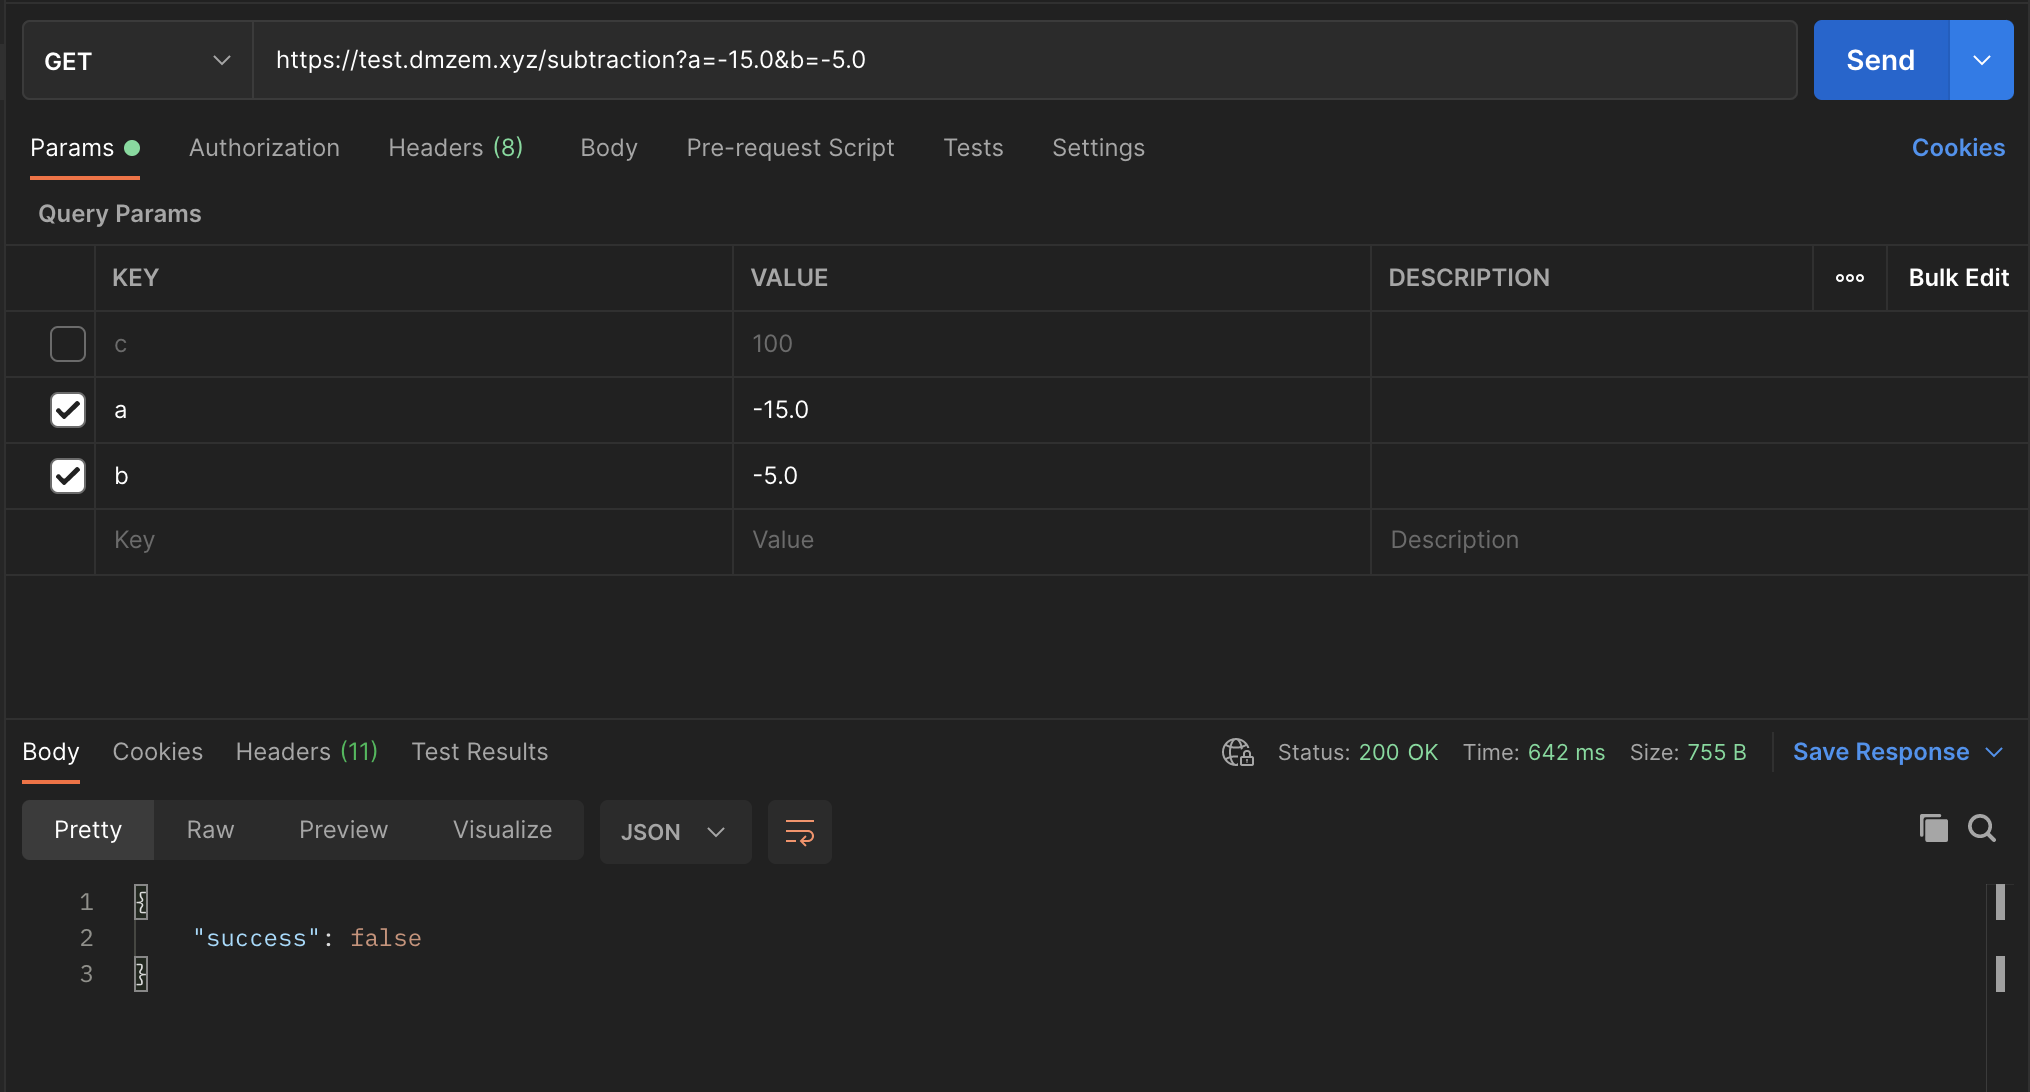 GET https://test.dmzem.xyz/subtraction?a=-15.0&b=-5.0 Send
Params Authorization Headers (8) Body Pre-request Script Tests Settings Cookies
Query Params
KEY VALUE DESCRIPTION ooo Bulk Edit
c 100
a -15.0
b -5.0
Key Value Description
Body Cookies Headers (11) Test Results Status: 200 OK Time: 642 ms Size: 755 B Save Response
Pretty Raw Preview Visualize JSON
1 {
2 "success": false
3 }